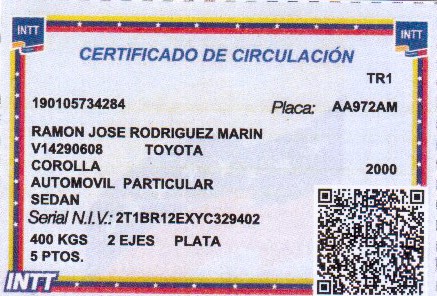 INTT INTT
CERTIFICADO DE CIRCULACIÓN
TR1
190105734284 Placa: AA972AM
RAMON JOSE RODRIGUEZ MARIN
V14290608 TOYOTA
COROLLA 2000
AUTOMOVIL PARTICULAR
SEDAN
Serial N.I.V.: 2T1BR12EXYC329402
400 KGS 2 EJES PLATA
5 PTOS.
INTT